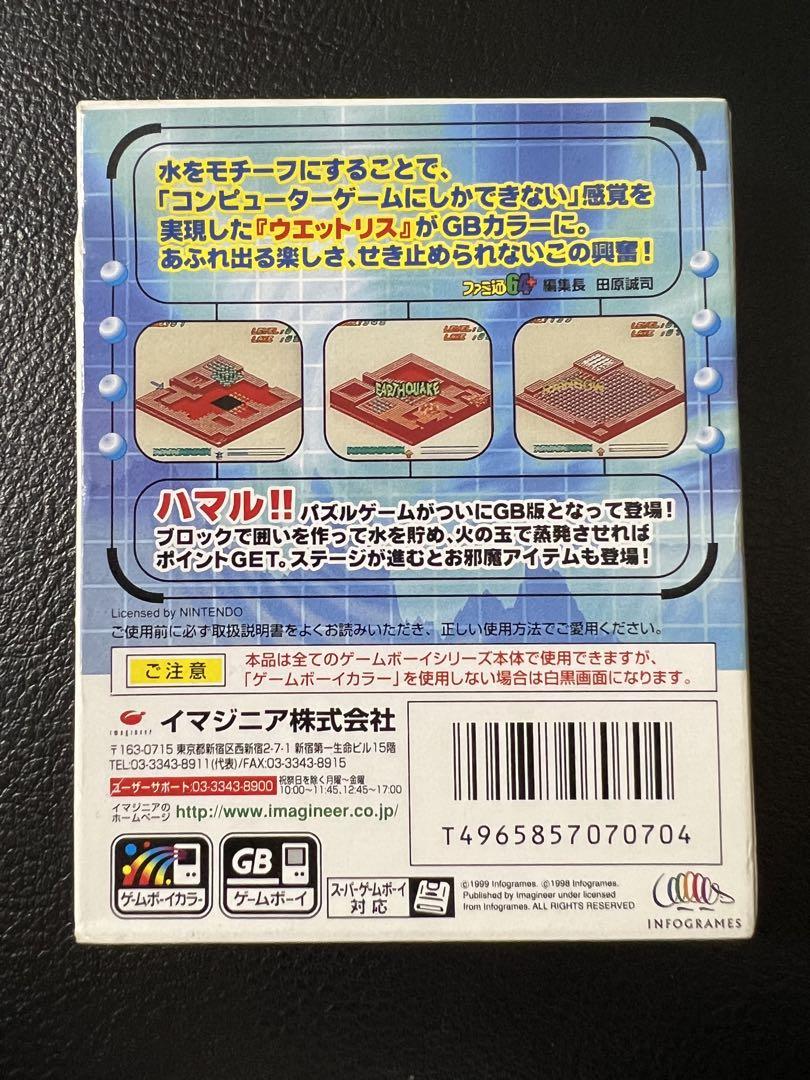 水をモチーフにすることで、
「コンピューターゲームにしかできない」感覚を
実現した『ウエットリス』がGBカラーに。
あふれ出る楽しさ、せき止められないこの興奮！
ファミ通64+ 編集長 田原誠司
EARTHQUAKE
ハマル!! パズルゲームがついにGB版となって登場！
ブロックで囲いを作って水を貯め、火の玉で蒸発させれば
ポイントGET。ステージが進むとお邪魔アイテムも登場！
Licensed by NINTENDO
ご使用前に必ず取扱説明書をよくお読みいただき、正しい使用方法でご愛用ください。
ご注意
本品は全てのゲームボーイシリーズ本体で使用できますが、
「ゲームボーイカラー」を使用しない場合は白黒画面になります。
imagineer イマジニア株式会社
〒163-0715 東京都新宿区西新宿2-7-1 新宿第一生命ビル15階
TEL:03-3343-8911(代表)/FAX:03-3343-8915
ユーザーサポート:03-3343-8900 祝祭日を除く月曜〜金曜
10:00〜11:45、12:45〜17:00
イマジニアの
ホームページ http://www.imagineer.co.jp/
T4965857070704
ゲームボーイカラー
GB
ゲームボーイ
スーパーゲームボーイ
対応
©1999 Infogrames. ©1998 Infogrames.
Published by Imagineer under licensed
from Infogrames. ALL RIGHTS RESERVED
INFOGRAMES